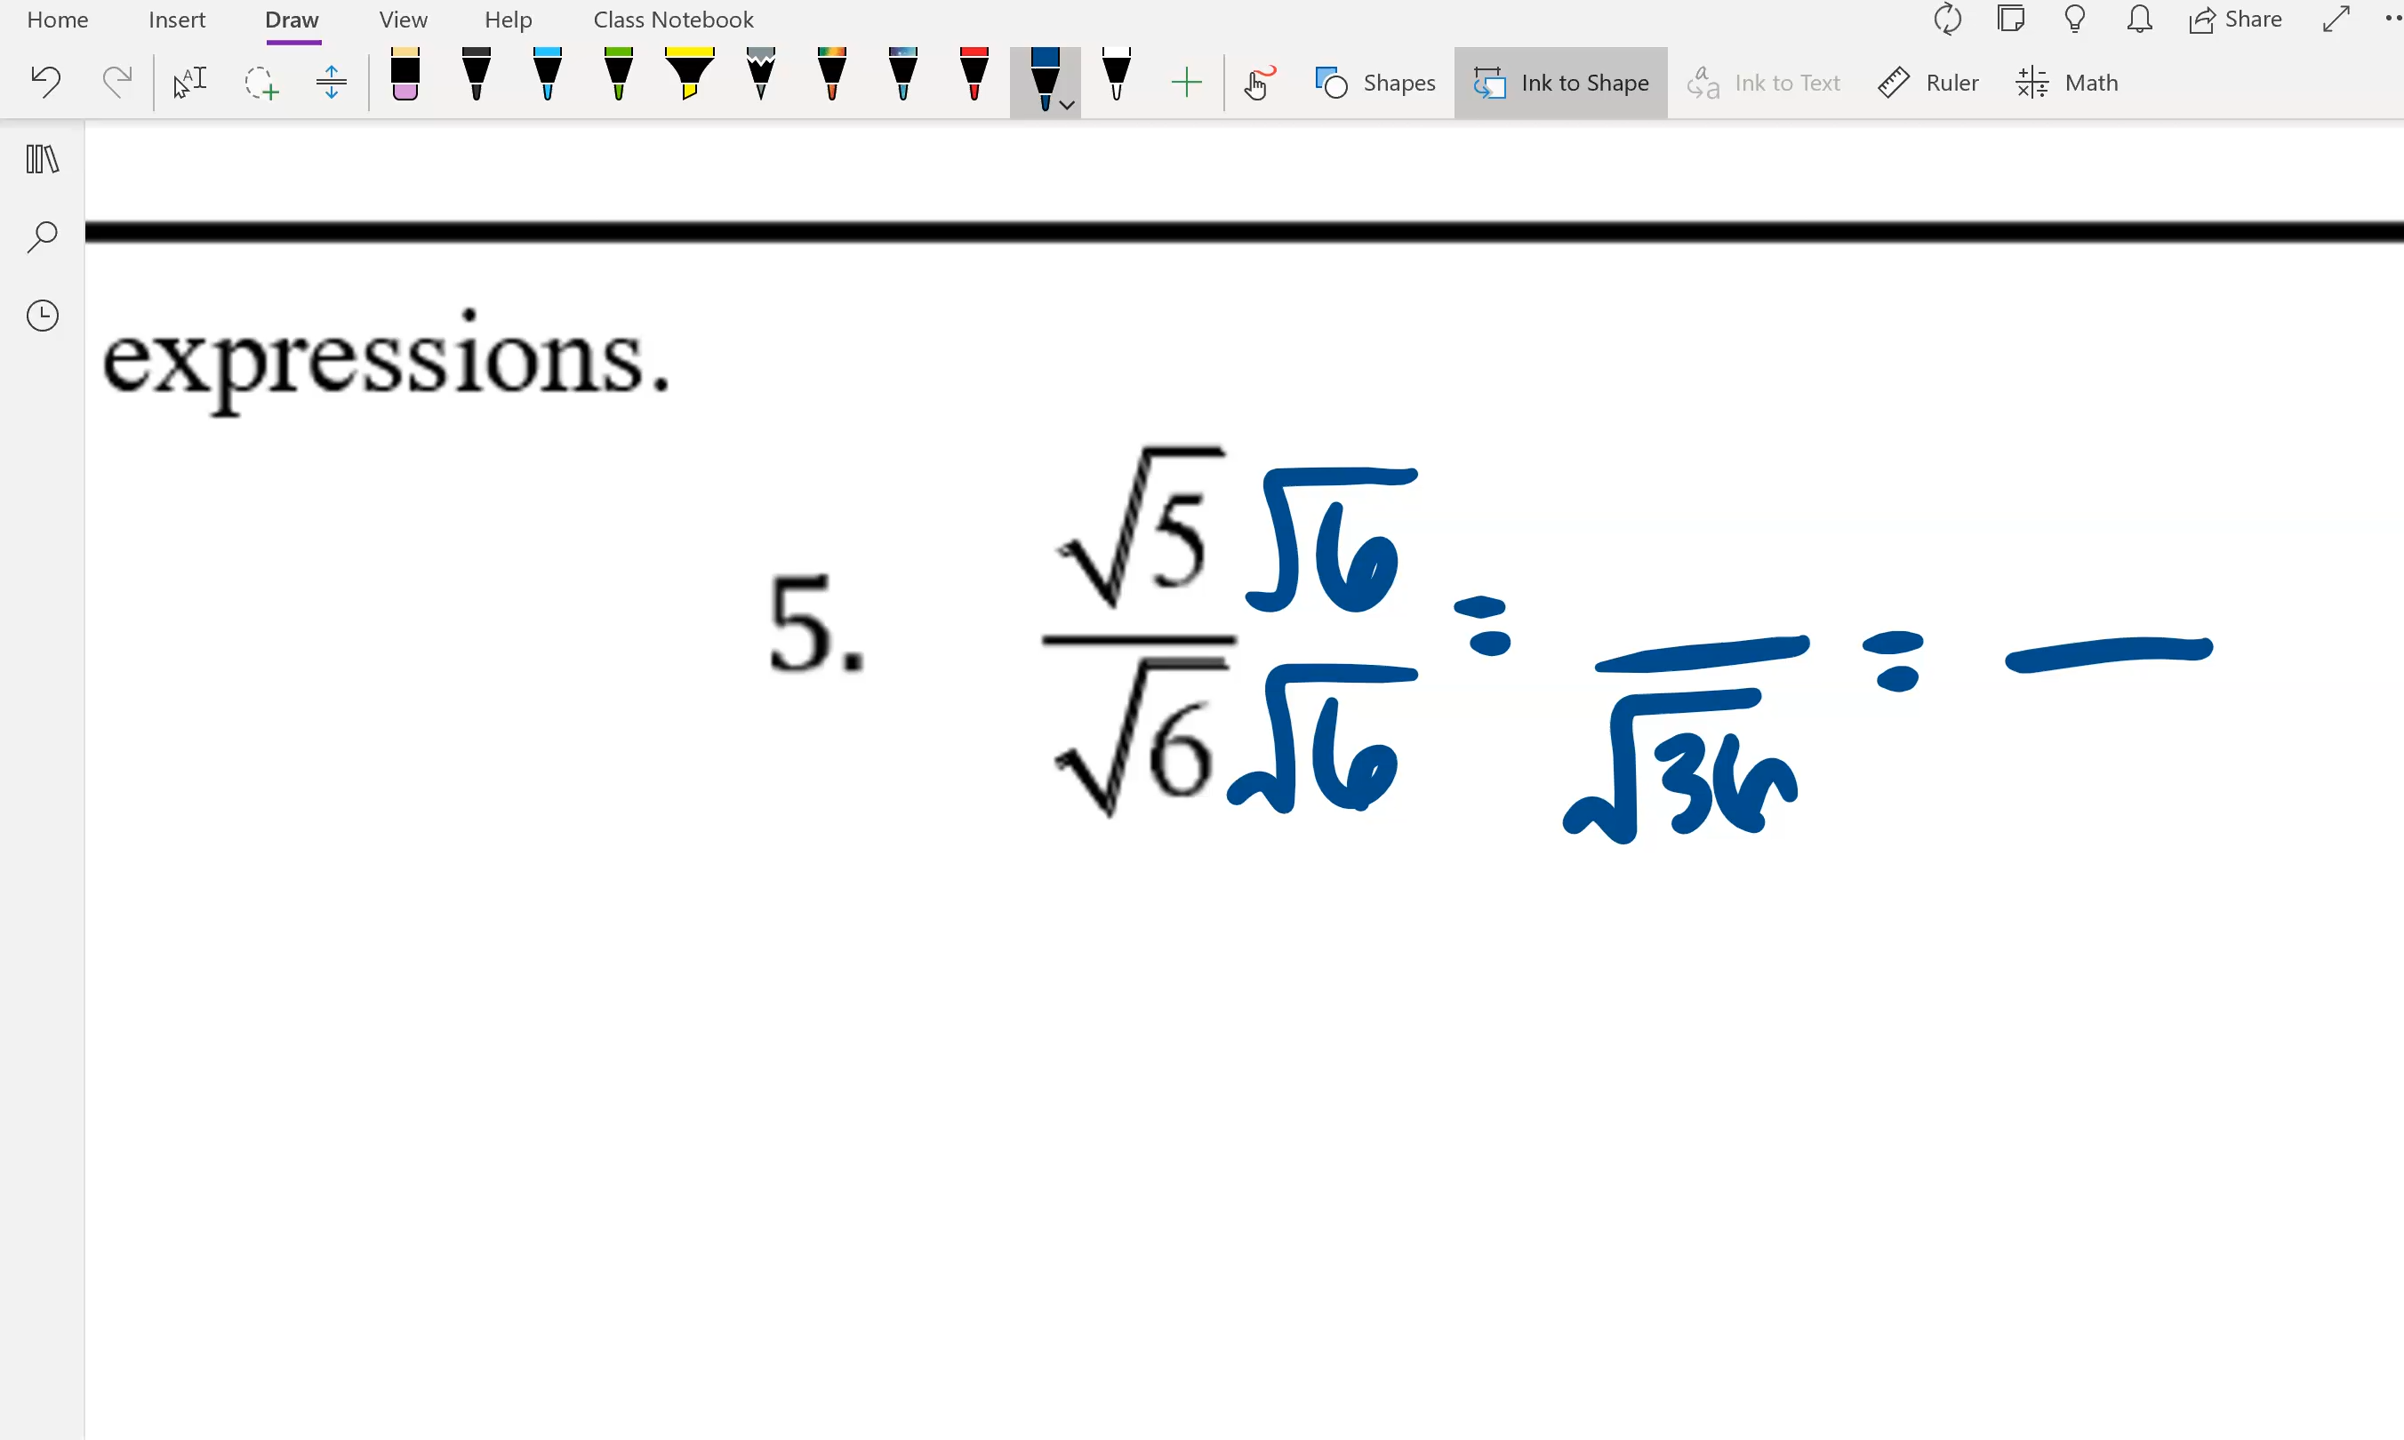 Home Insert Draw View Help Class Notebook Share
Ink to Shape Ink to Text Shapes Ruler Math
expressions.
5. √5 √6 / √6 √6 = / √36 =